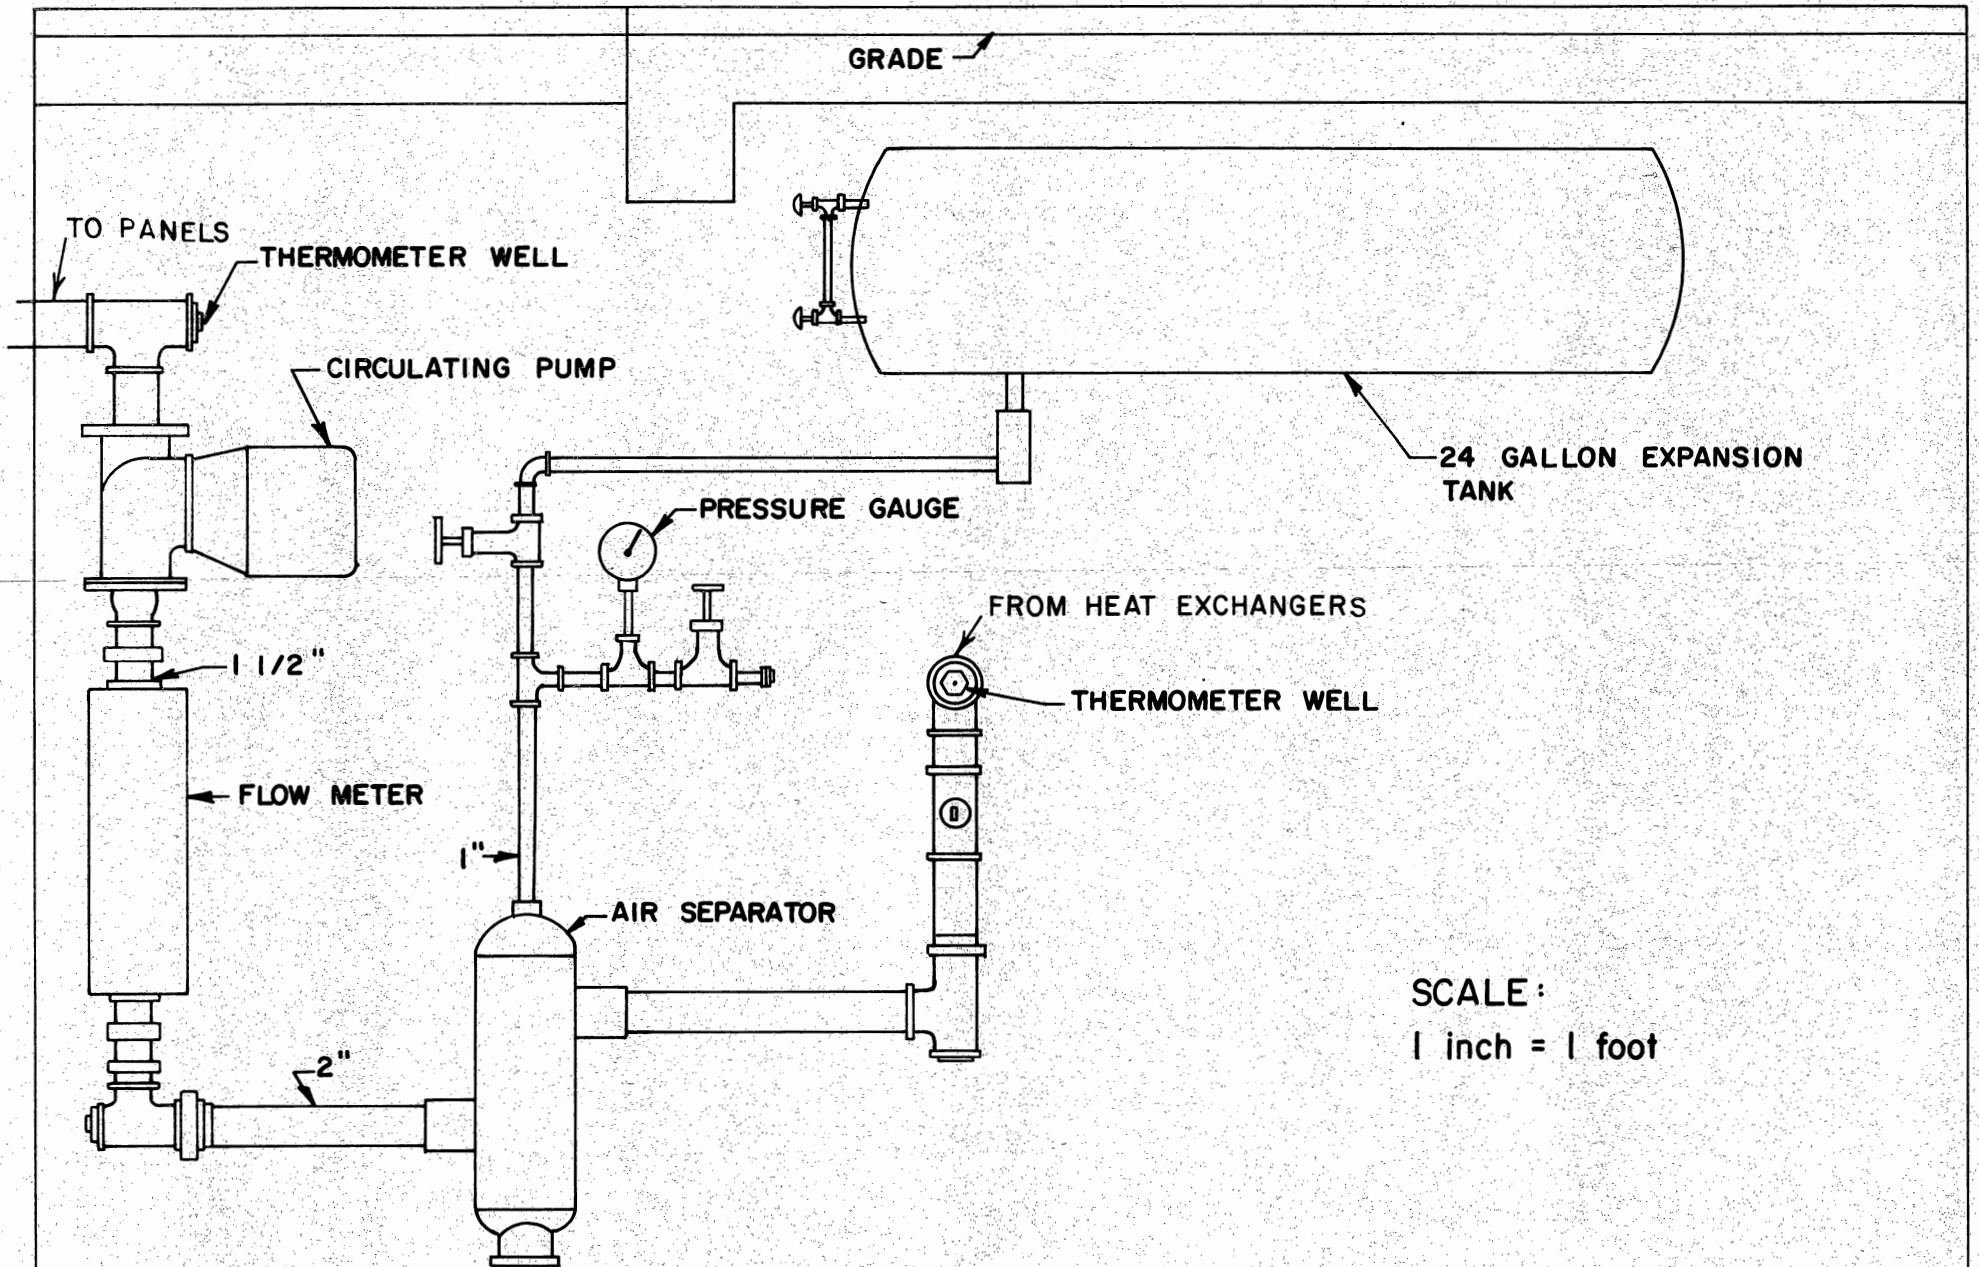 GRADE
TO PANELS
THERMOMETER WELL
CIRCULATING PUMP
24 GALLON EXPANSION
TANK
PRESSURE GAUGE
FROM HEAT EXCHANGERS
1 1/2"
THERMOMETER WELL
FLOW METER
1"
AIR SEPARATOR
SCALE:
1 inch = 1 foot
2"